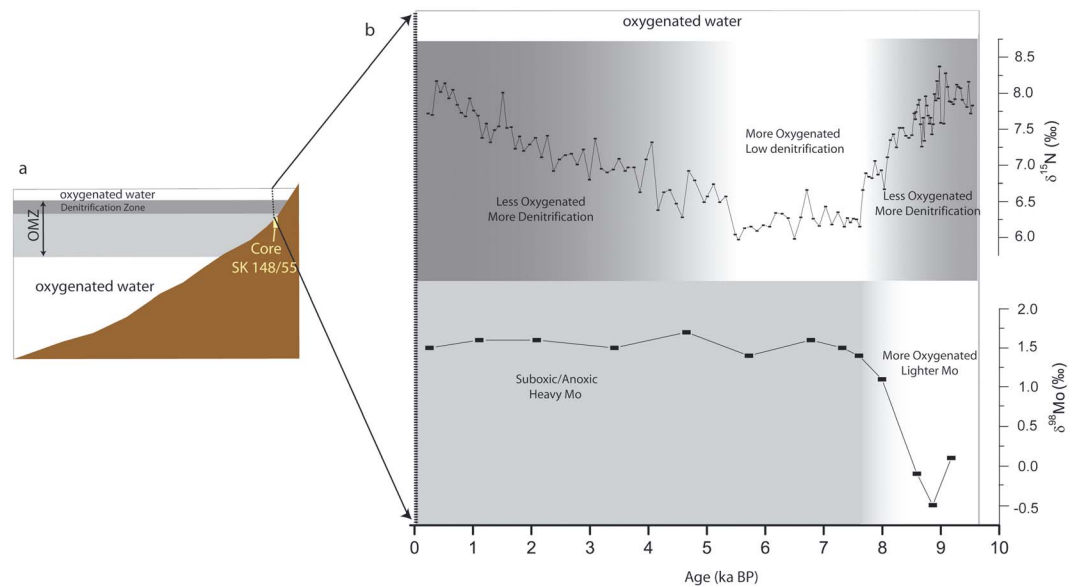 a
oxygenated water
Denitrification Zone
OMZ
Core
SK 148/55
oxygenated water
b
oxygenated water
8.5
8.0
7.5
7.0
6.5
6.0
δ15N (‰)
More Oxygenated
Low denitrification
Less Oxygenated
More Denitrification
Less Oxygenated
More Denitrification
2.0
1.5
1.0
0.5
0.0
-0.5
δ98Mo (‰)
Suboxic/Anoxic
Heavy Mo
More Oxygenated
Lighter Mo
0 1 2 3 4 5 6 7 8 9 10
Age (ka BP)